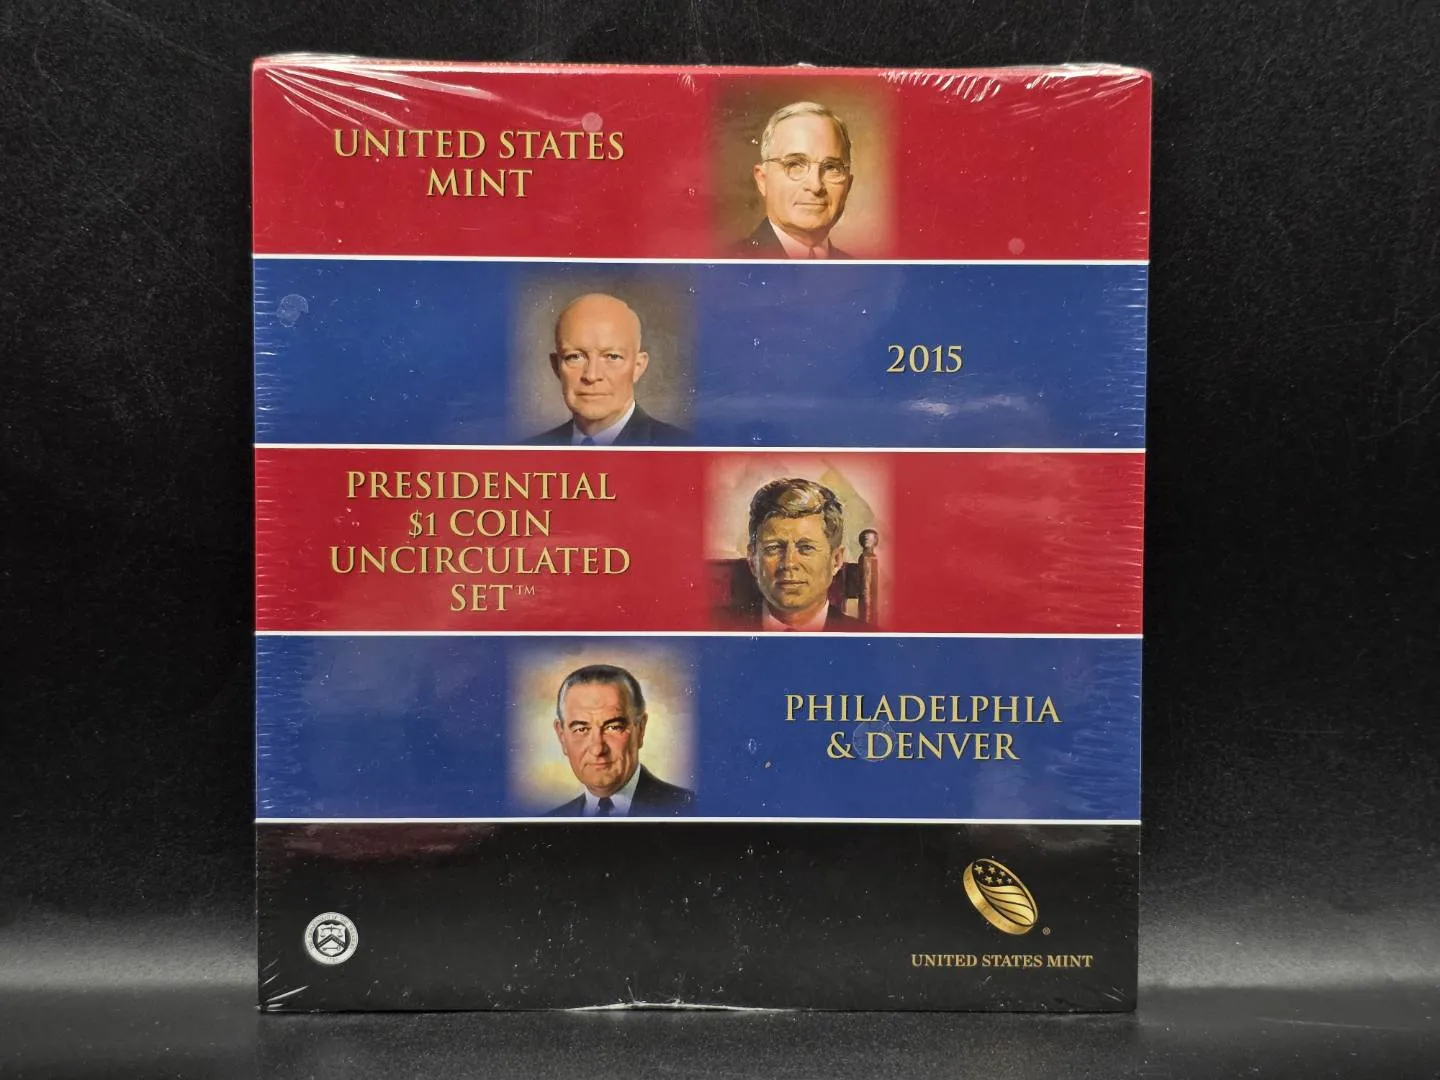 UNITED STATES
MINT
2015
PRESIDENTIAL
$1 COIN
UNCIRCULATED
SET™
PHILADELPHIA
& DENVER
®
UNITED STATES MINT